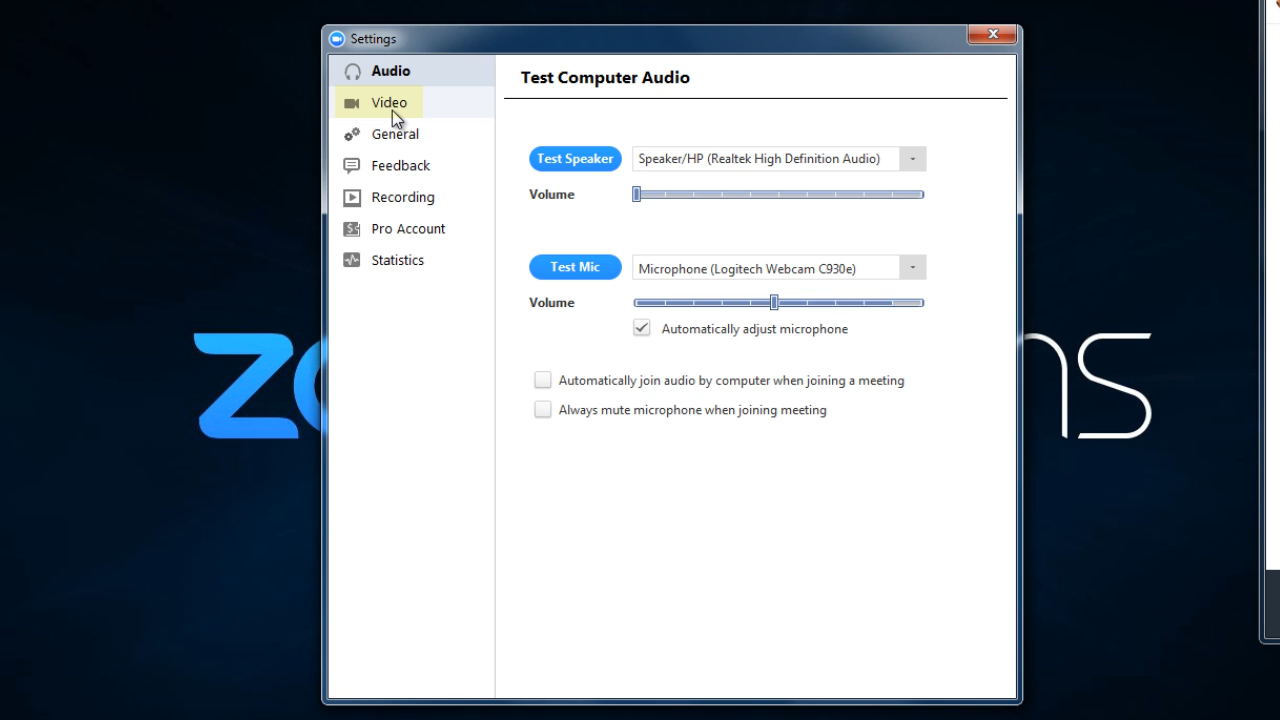 Settings
Audio
Video
General
Feedback
Recording
Pro Account
Statistics
Test Computer Audio
Test Speaker
Speaker/HP (Realtek High Definition Audio)
Volume
Test Mic
Microphone (Logitech Webcam C930e)
Volume
Automatically adjust microphone
Automatically join audio by computer when joining a meeting
Always mute microphone when joining meeting